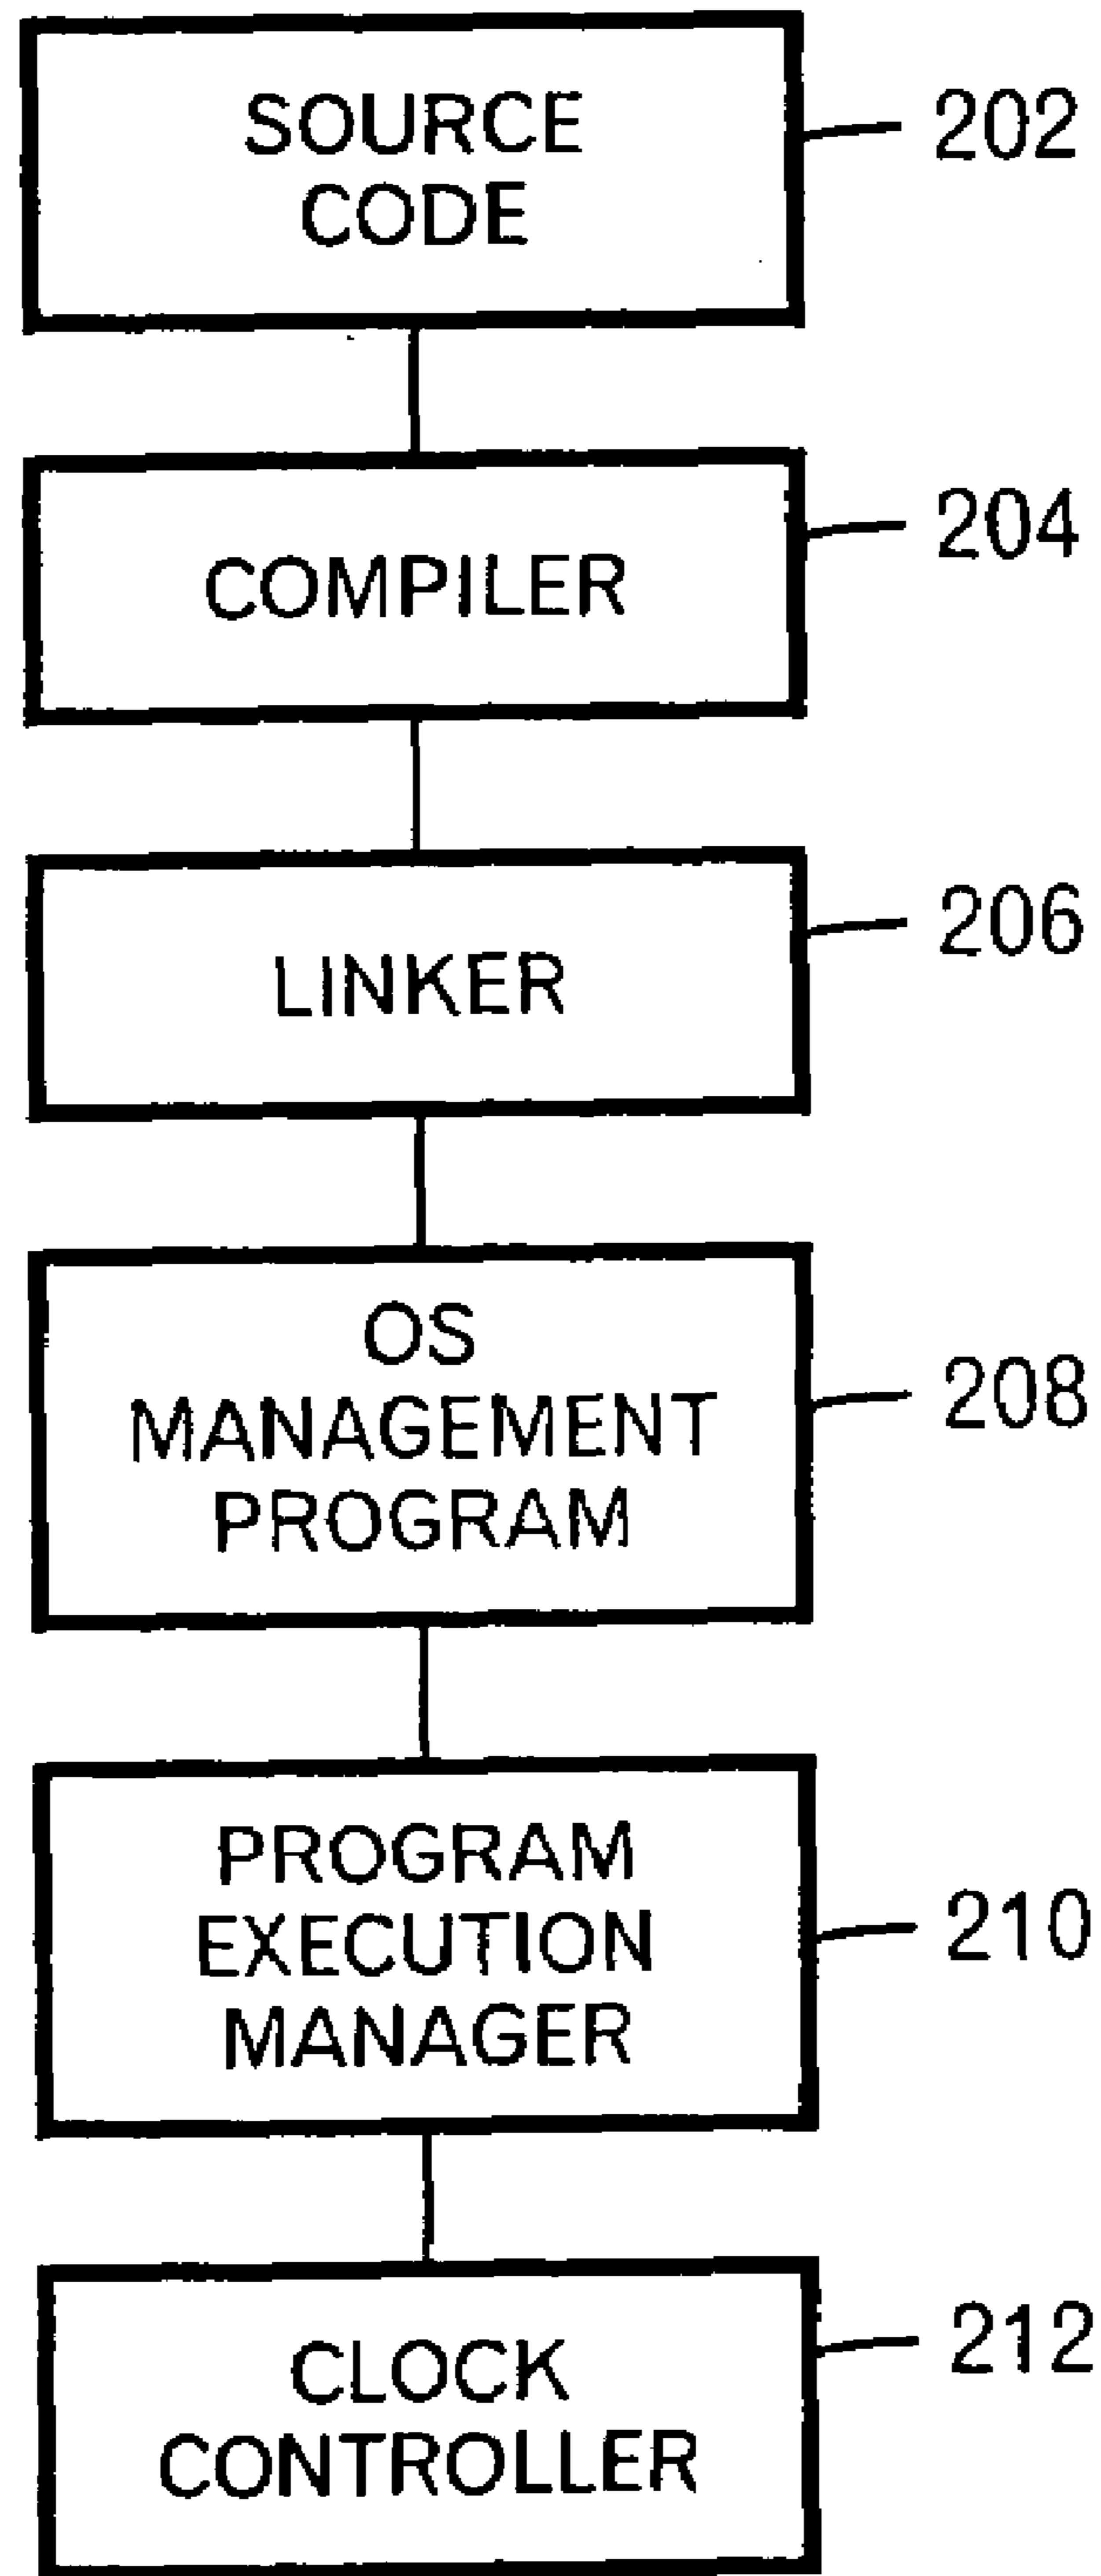 SOURCE
CODE
202
COMPILER
204
LINKER
206
OS
MANAGEMENT
PROGRAM
208
PROGRAM
EXECUTION
MANAGER
210
CLOCK
CONTROLLER
212